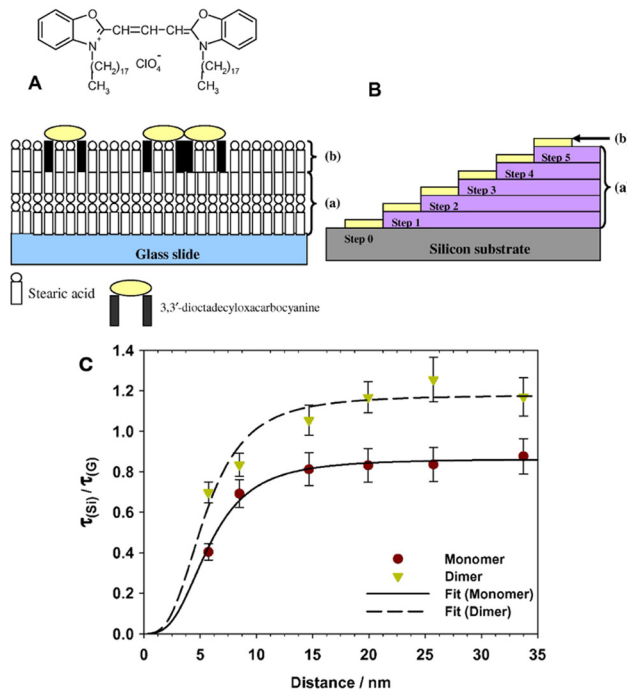 O O
CH=CH–CH=
N+ N
(CH2)17 ClO4- (CH2)17
CH3 CH3
A
B
(b)
(a)
Glass slide
(b
(a
Step 5
Step 4
Step 3
Step 2
Step 1
Step 0
Silicon substrate
Stearic acid
3,3′-dioctadecyloxacarbocyanine
C
τ(Si) / τ(G)
1.4
1.2
1.0
0.8
0.6
0.4
0.2
0.0
Monomer
Dimer
Fit (Monomer)
Fit (Dimer)
0 5 10 15 20 25 30 35
Distance / nm